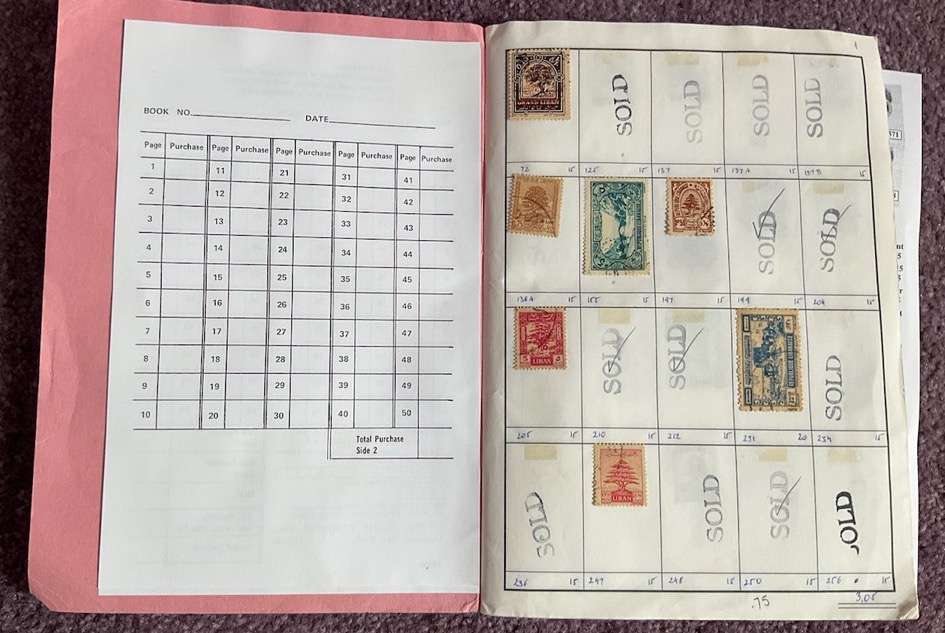 BOOK NO. DATE
Page Purchase Page Purchase Page Purchase Page Purchase Page Purchase
1 11 21 31 41
2 12 22 32 42
3 13 23 33 43
4 14 24 34 44
5 15 25 35 45
6 16 26 36 46
7 17 27 37 47
8 18 28 38 48
9 19 29 39 49
10 20 30 40 50
Total Purchase
Side 2
GRAND LIBAN
SOLD SOLD SOLD SOLD
72 15 125 15 137 15 137A 15 137B 15
SOLD SOLD
138A 15 155 15 197 15 199 15 204 15
LIBAN SOLD SOLD SOLD
205 15 210 15 212 15 231 20 234 15
SOLD LIBAN SOLD SOLD SOLD
236 15 247 15 248 15 250 15 256 15
.75 3.05
571